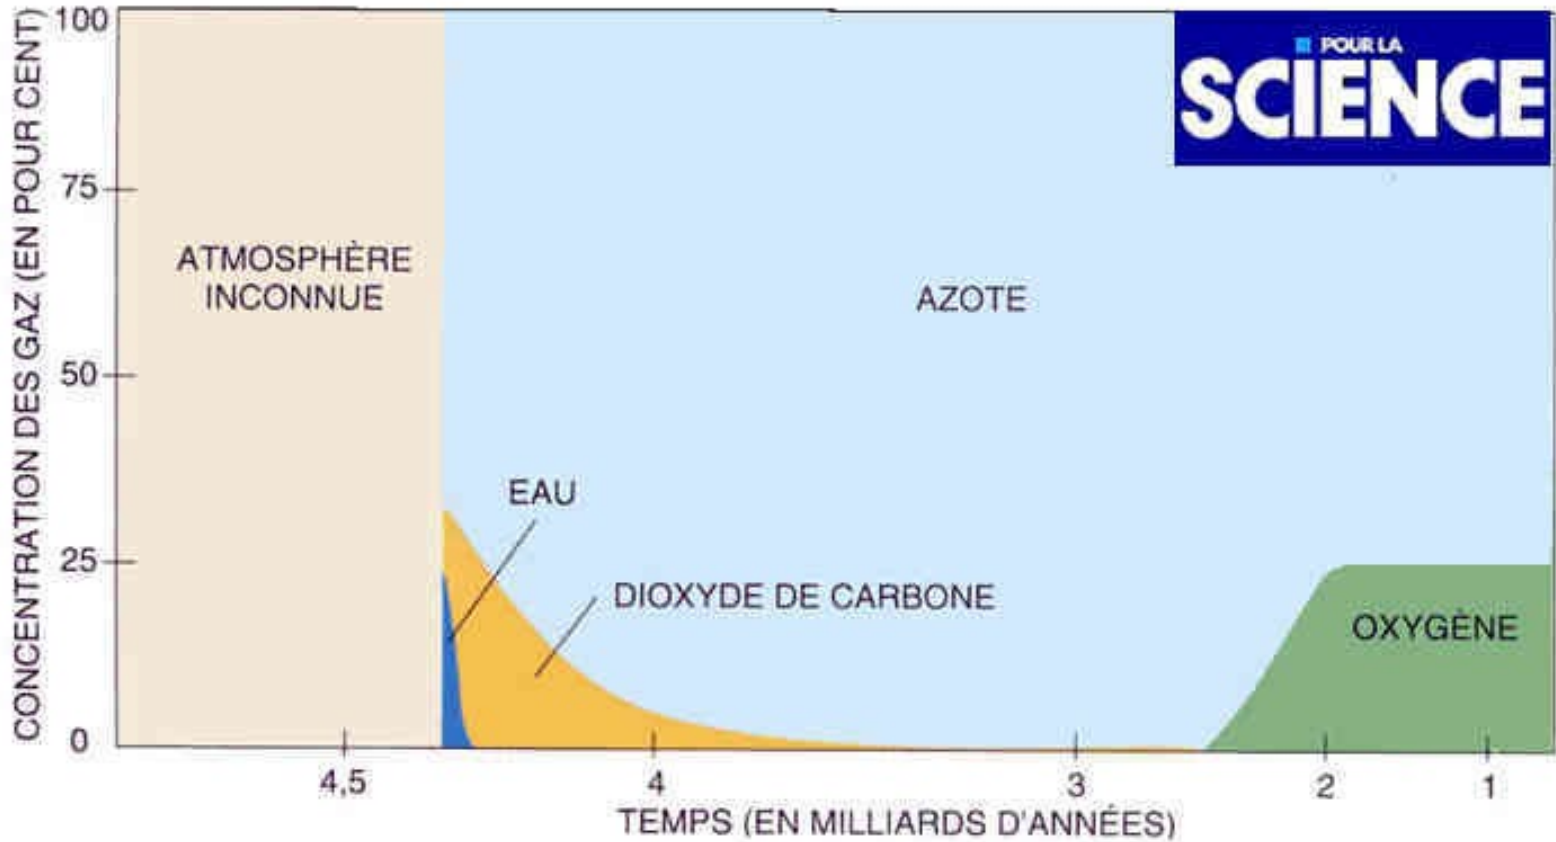 CONCENTRATION DES GAZ (EN POUR CENT)
100
75
50
25
0
ATMOSPHÈRE
INCONNUE
AZOTE
POUR LA
SCIENCE
EAU
DIOXYDE DE CARBONE
OXYGÈNE
4,5
4
3
2
1
TEMPS (EN MILLIARDS D'ANNÉES)